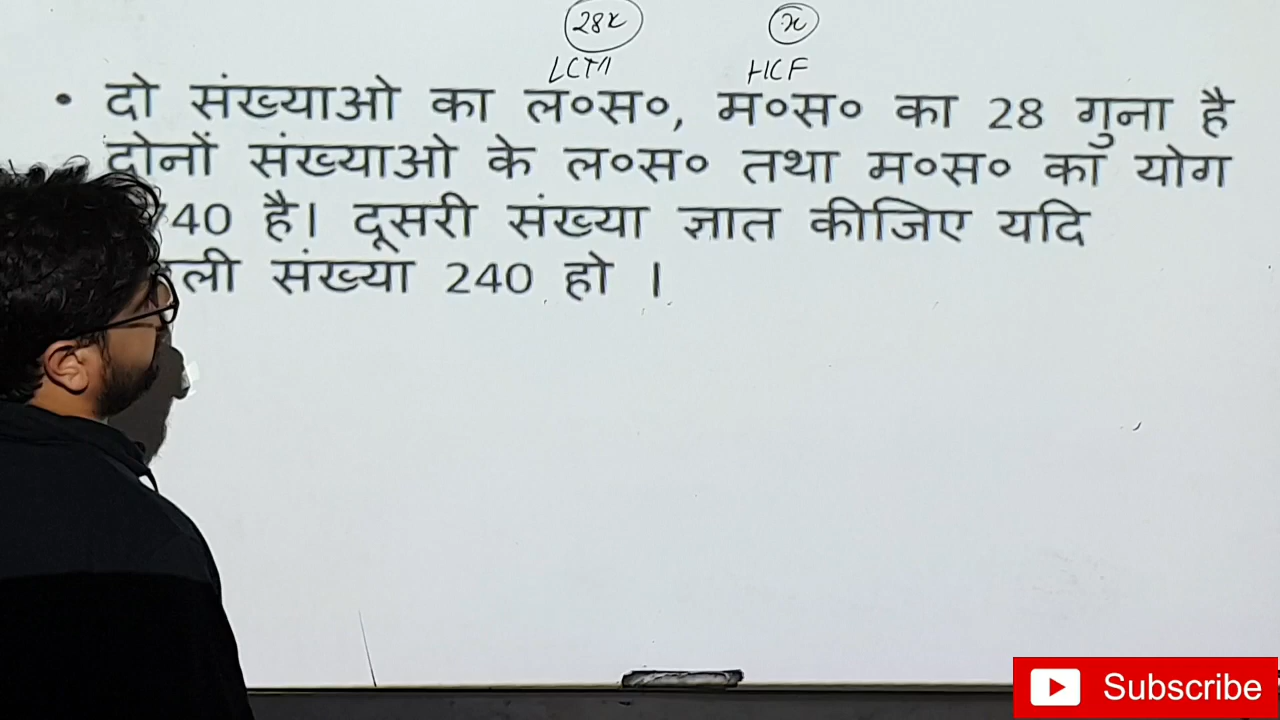 28x x
LCM HCF
• दो संख्याओ का ल०स०, म०स० का 28 गुना है
दोनों संख्याओ के ल०स० तथा म०स० का योग
40 है। दूसरी संख्या ज्ञात कीजिए यदि
ली संख्या 240 हो ।
Subscribe